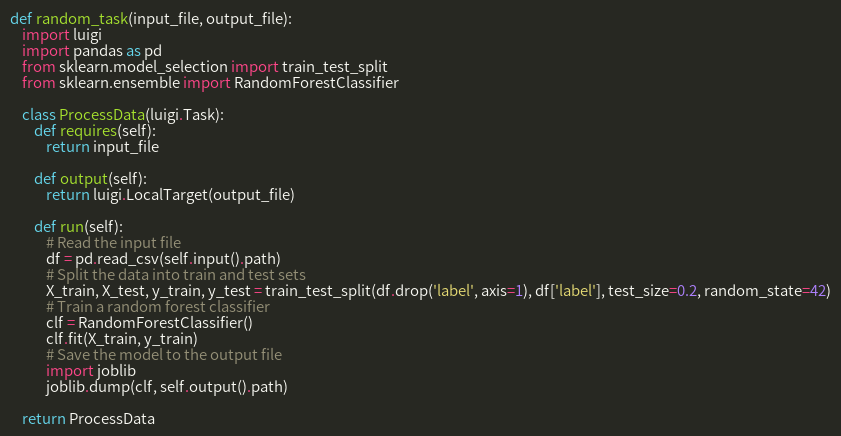 def random_task(input_file, output_file):
    import luigi
    import pandas as pd
    from sklearn.model_selection import train_test_split
    from sklearn.ensemble import RandomForestClassifier

    class ProcessData(luigi.Task):
        def requires(self):
            return input_file

        def output(self):
            return luigi.LocalTarget(output_file)

        def run(self):
            # Read the input file
            df = pd.read_csv(self.input().path)
            # Split the data into train and test sets
            X_train, X_test, y_train, y_test = train_test_split(df.drop('label', axis=1), df['label'], test_size=0.2, random_state=42)
            # Train a random forest classifier
            clf = RandomForestClassifier()
            clf.fit(X_train, y_train)
            # Save the model to the output file
            import joblib
            joblib.dump(clf, self.output().path)

    return ProcessData